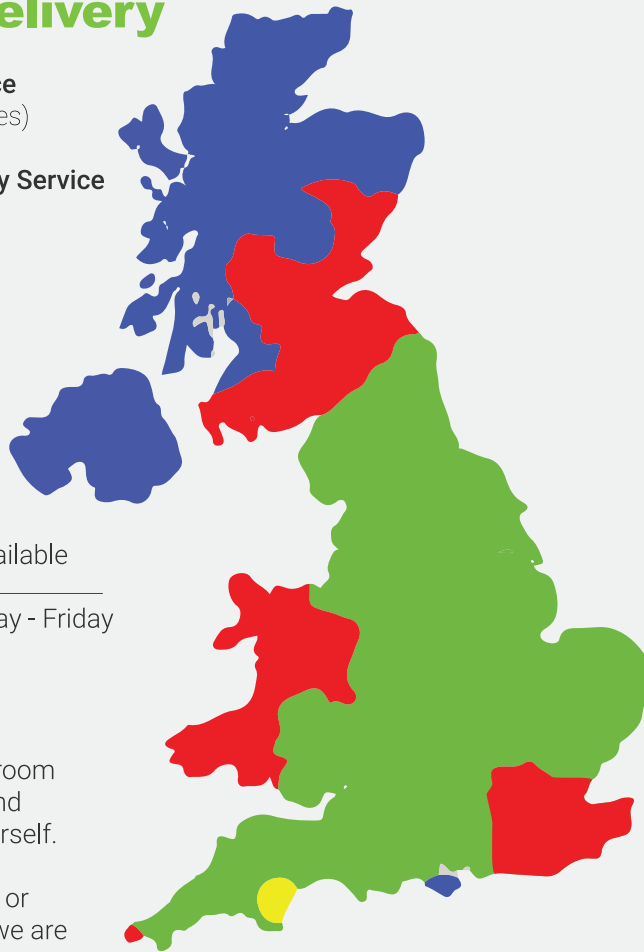 elivery
ce
es)
y Service
ailable
ay - Friday
room
nd
rself.
or
we are